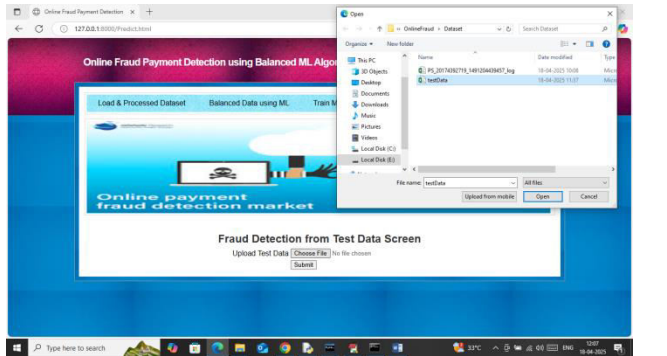 Online Fraud Payment Detection
127.0.0.1:8000/Predict.html
Online Fraud Payment Detection using Balanced ML Algor
Load & Processed Dataset Balanced Data using ML Train M
Online payment
fraud detection market
Fraud Detection from Test Data Screen
Upload Test Data Choose File No file chosen
Submit
Open
OnlineFraud › Dataset
Search Dataset
Organize New folder
Name Date modified Type
This PC
3D Objects
Desktop
Documents
Downloads
Music
Pictures
Videos
Local Disk (C:)
Local Disk (E:)
PS_20174392719_1491204439457_log 18-04-2025 10:08 Micro
testData 18-04-2025 11:37 Micro
File name: testData All files
Upload from mobile Open Cancel
Type here to search
33°C ENG 12:07
18-04-2025